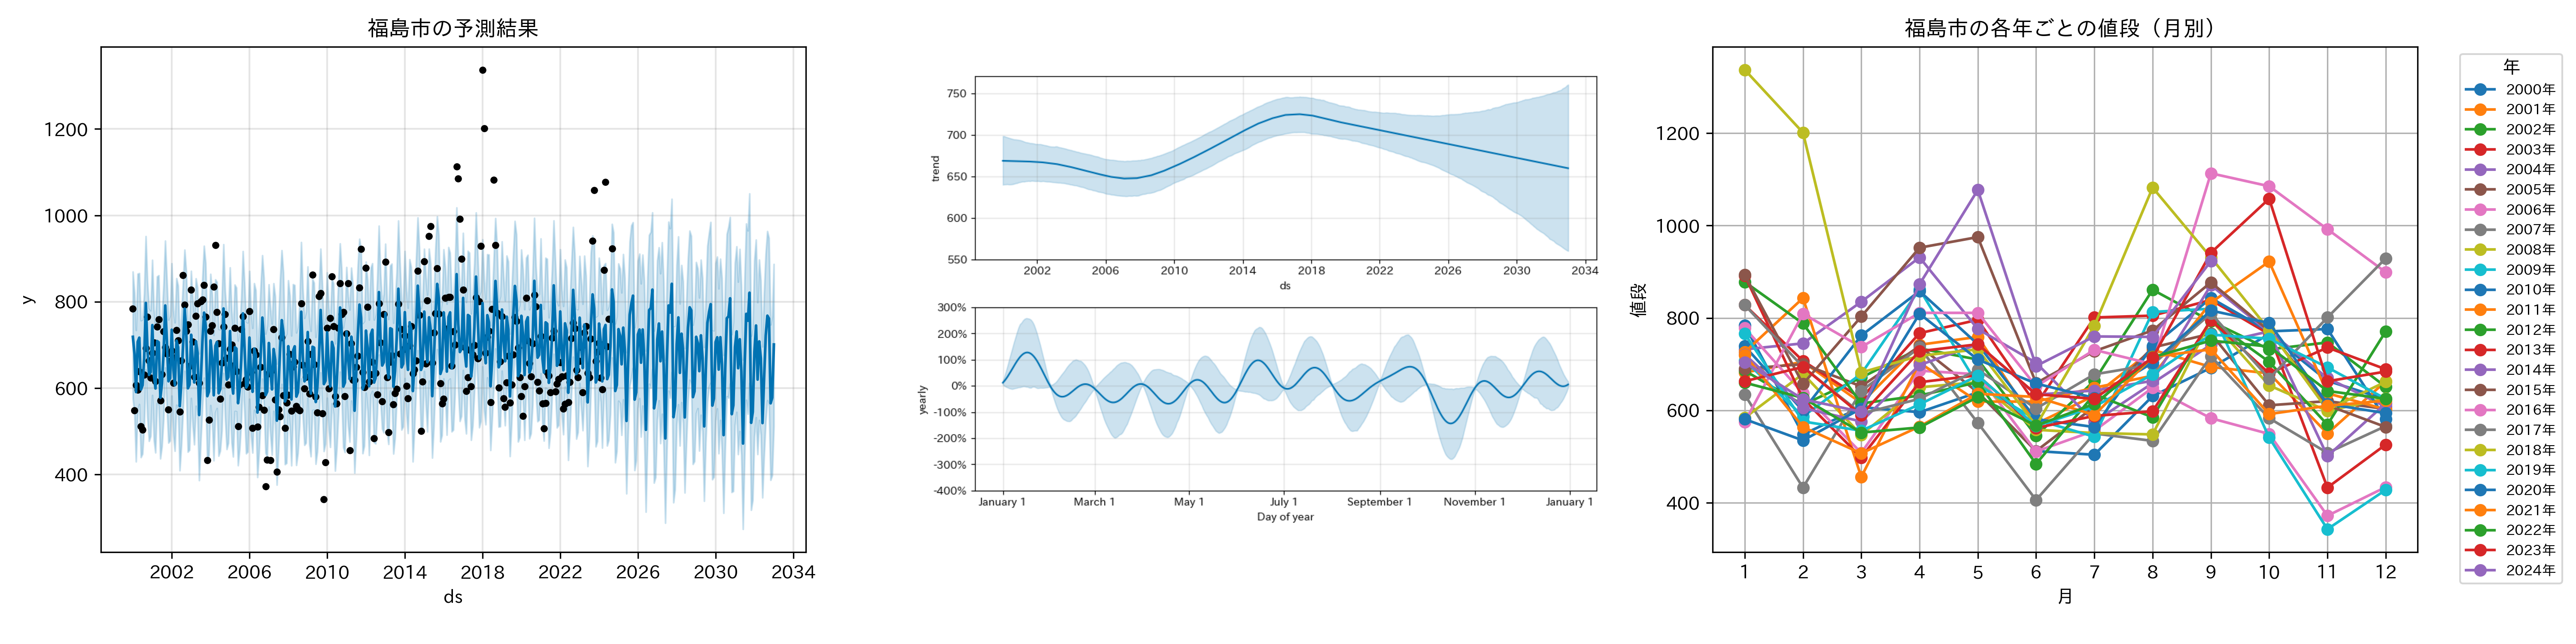 福島市の予測結果
1200
1000
800
600
400
y
2002 2006 2010 2014 2018 2022 2026 2030 2034
ds
750
700
650
600
550
trend
2002 2006 2010 2014 2018 2022 2026 2030 2034
ds
300%
200%
100%
0%
-100%
-200%
-300%
-400%
yearly
January 1 March 1 May 1 July 1 September 1 November 1 January 1
Day of year
福島市の各年ごとの値段（月別）
1200
1000
800
600
400
値段
1 2 3 4 5 6 7 8 9 10 11 12
月
年
2000年
2001年
2002年
2003年
2004年
2005年
2006年
2007年
2008年
2009年
2010年
2011年
2012年
2013年
2014年
2015年
2016年
2017年
2018年
2019年
2020年
2021年
2022年
2023年
2024年